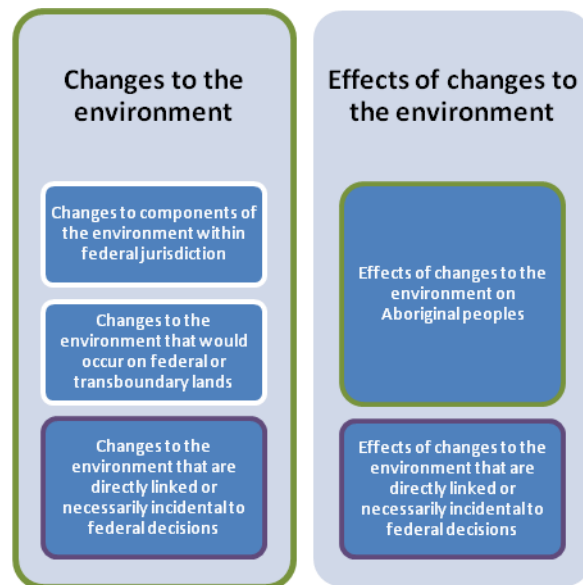 Changes to the
environment
Changes to components of
the environment within
federal jurisdiction
Changes to the
environment that would
occur on federal or
transboundary lands
Changes to the
environment that are
directly linked or
necessarily incidental to
federal decisions
Effects of changes to
the environment
Effects of changes to the
environment on
Aboriginal peoples
Effects of changes to the
environment that are
directly linked or
necessarily incidental to
federal decisions